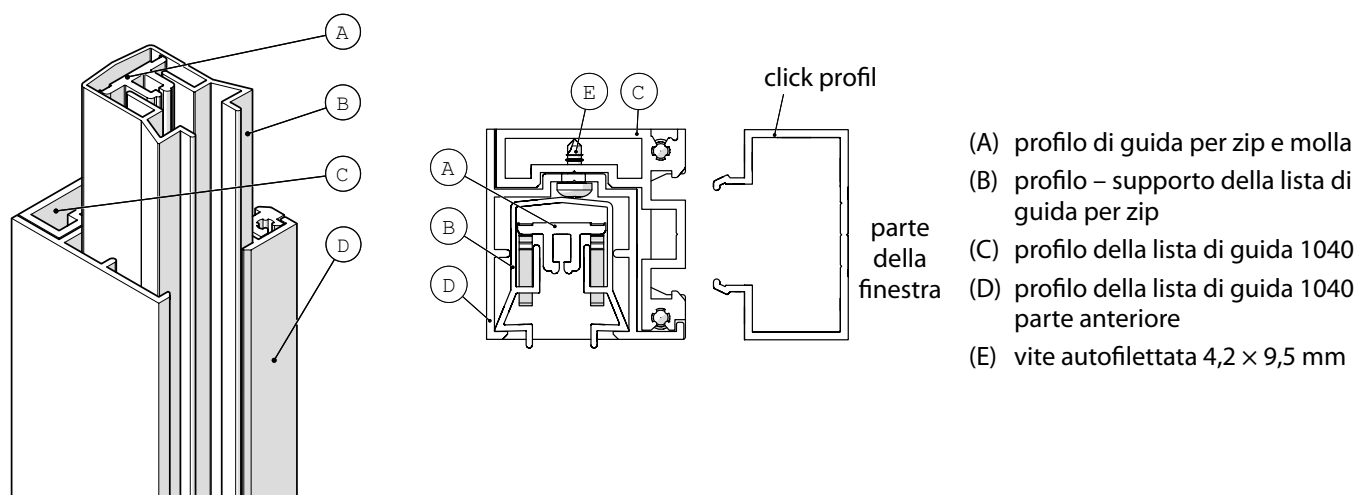 A
B
C
D
E
C
A
B
D
click profil
parte
della
finestra
(A) profilo di guida per zip e molla
(B) profilo – supporto della lista di
guida per zip
(C) profilo della lista di guida 1040
(D) profilo della lista di guida 1040
parte anteriore
(E) vite autofilettata 4,2 × 9,5 mm